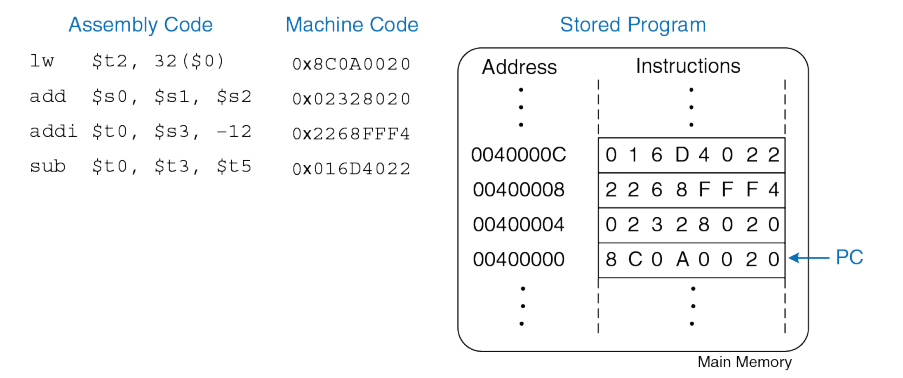 Assembly Code
Machine Code
Stored Program
lw $t2, 32($0)
0x8C0A0020
add $s0, $s1, $s2
0x02328020
addi $t0, $s3, −12
0x2268FFF4
sub $t0, $t3, $t5
0x016D4022
Address
Instructions
0040000C
0 1 6 D 4 0 2 2
00400008
2 2 6 8 F F F 4
00400004
0 2 3 2 8 0 2 0
00400000
8 C 0 A 0 0 2 0
PC
Main Memory